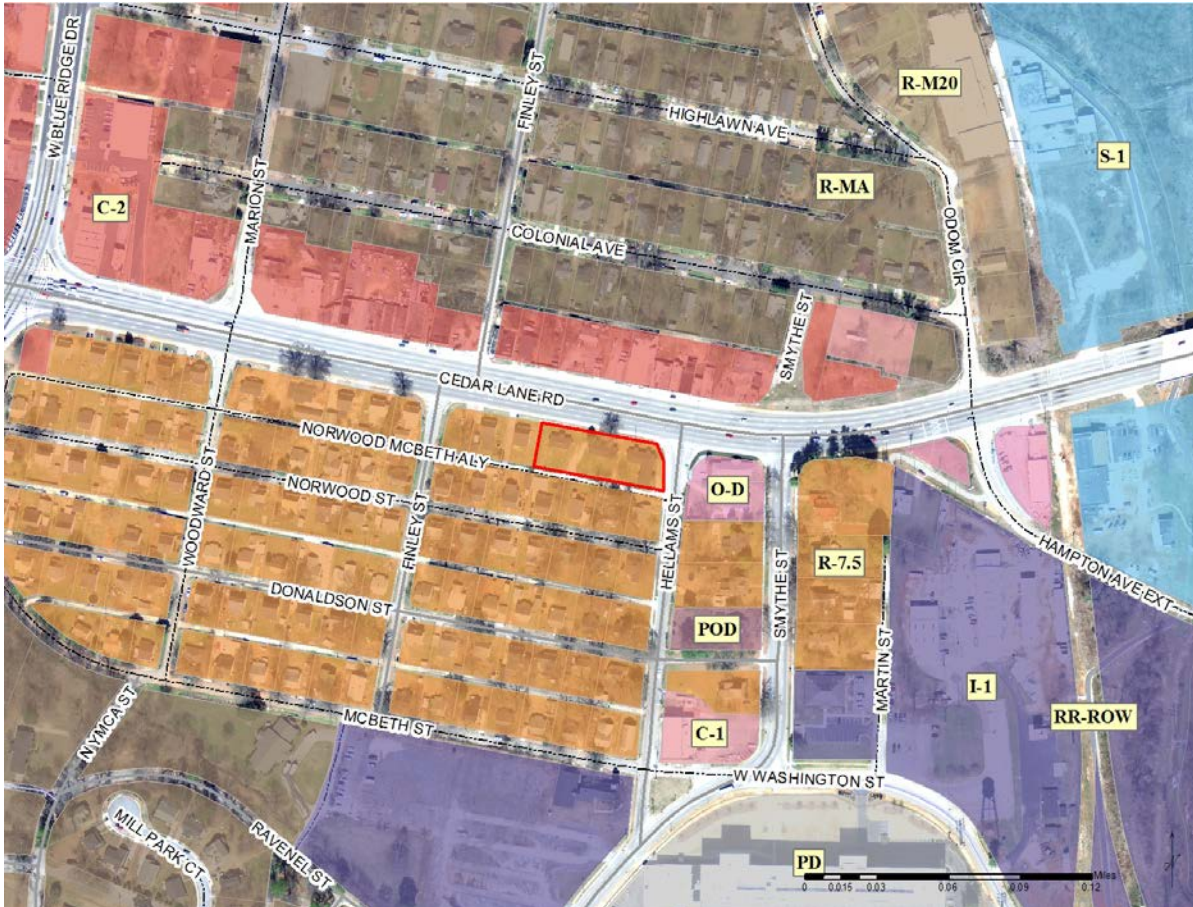 W BLUE RIDGE DR
FINLEY ST
R-M20
HIGHLAWN AVE
S-1
R-MA
C-2
MARION ST
COLONIAL AVE
ODOM CIR
SMYTHE ST
CEDAR LANE RD
NORWOOD MCBETH ALY
O-D
NORWOOD ST
WOODWARD ST
FINLEY ST
HELLAMS ST
SMYTHE ST
R-7.5
HAMPTON AVE EXT
DONALDSON ST
POD
MARTIN ST
I-1
RR-ROW
N YMCA ST
MCBETH ST
C-1
W WASHINGTON ST
MILL PARK CT
RAVENEL ST
PD
Miles
0 0.015 0.03 0.06 0.09 0.12